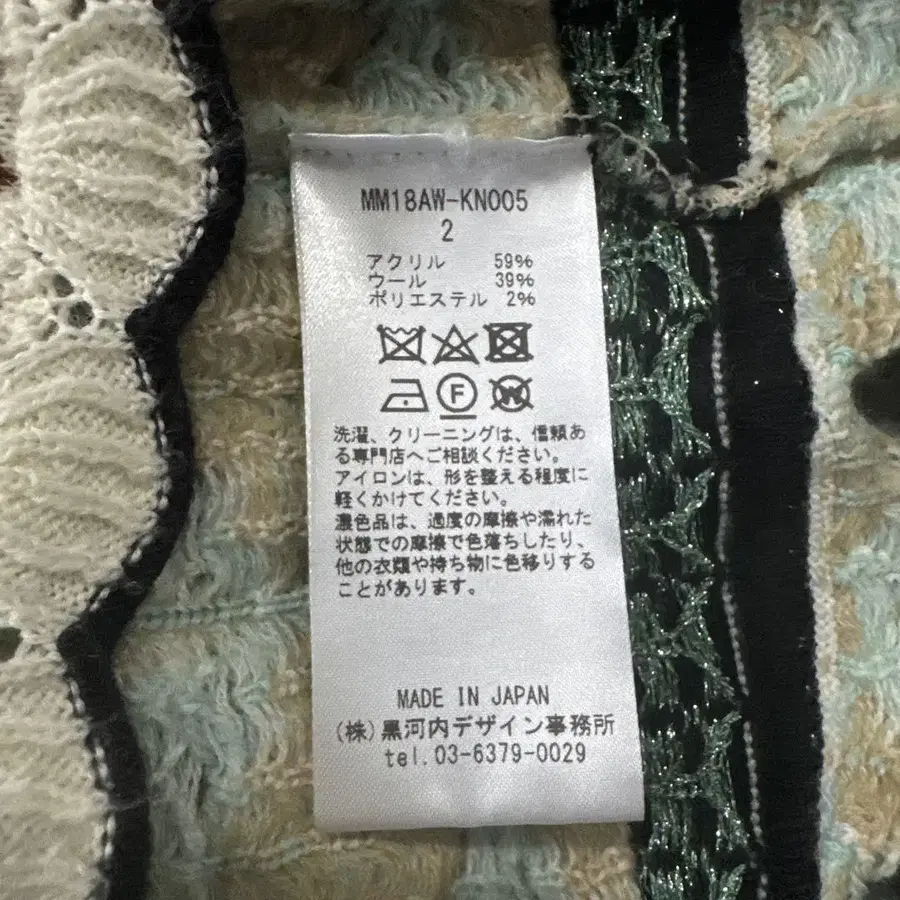 MM18AW-KN005
2
アクリル 59%
ウール 39%
ポリエステル 2%
F W
洗濯、クリーニングは、信頼あ
る専門店へご相談ください。
アイロンは、形を整える程度に
軽くかけてください。
濃色品は、過度の摩擦や濡れた
状態での摩擦で色落ちしたり、
他の衣類や持ち物に色移りする
ことがあります。
MADE IN JAPAN
(株)黒河内デザイン事務所
tel.03-6379-0029